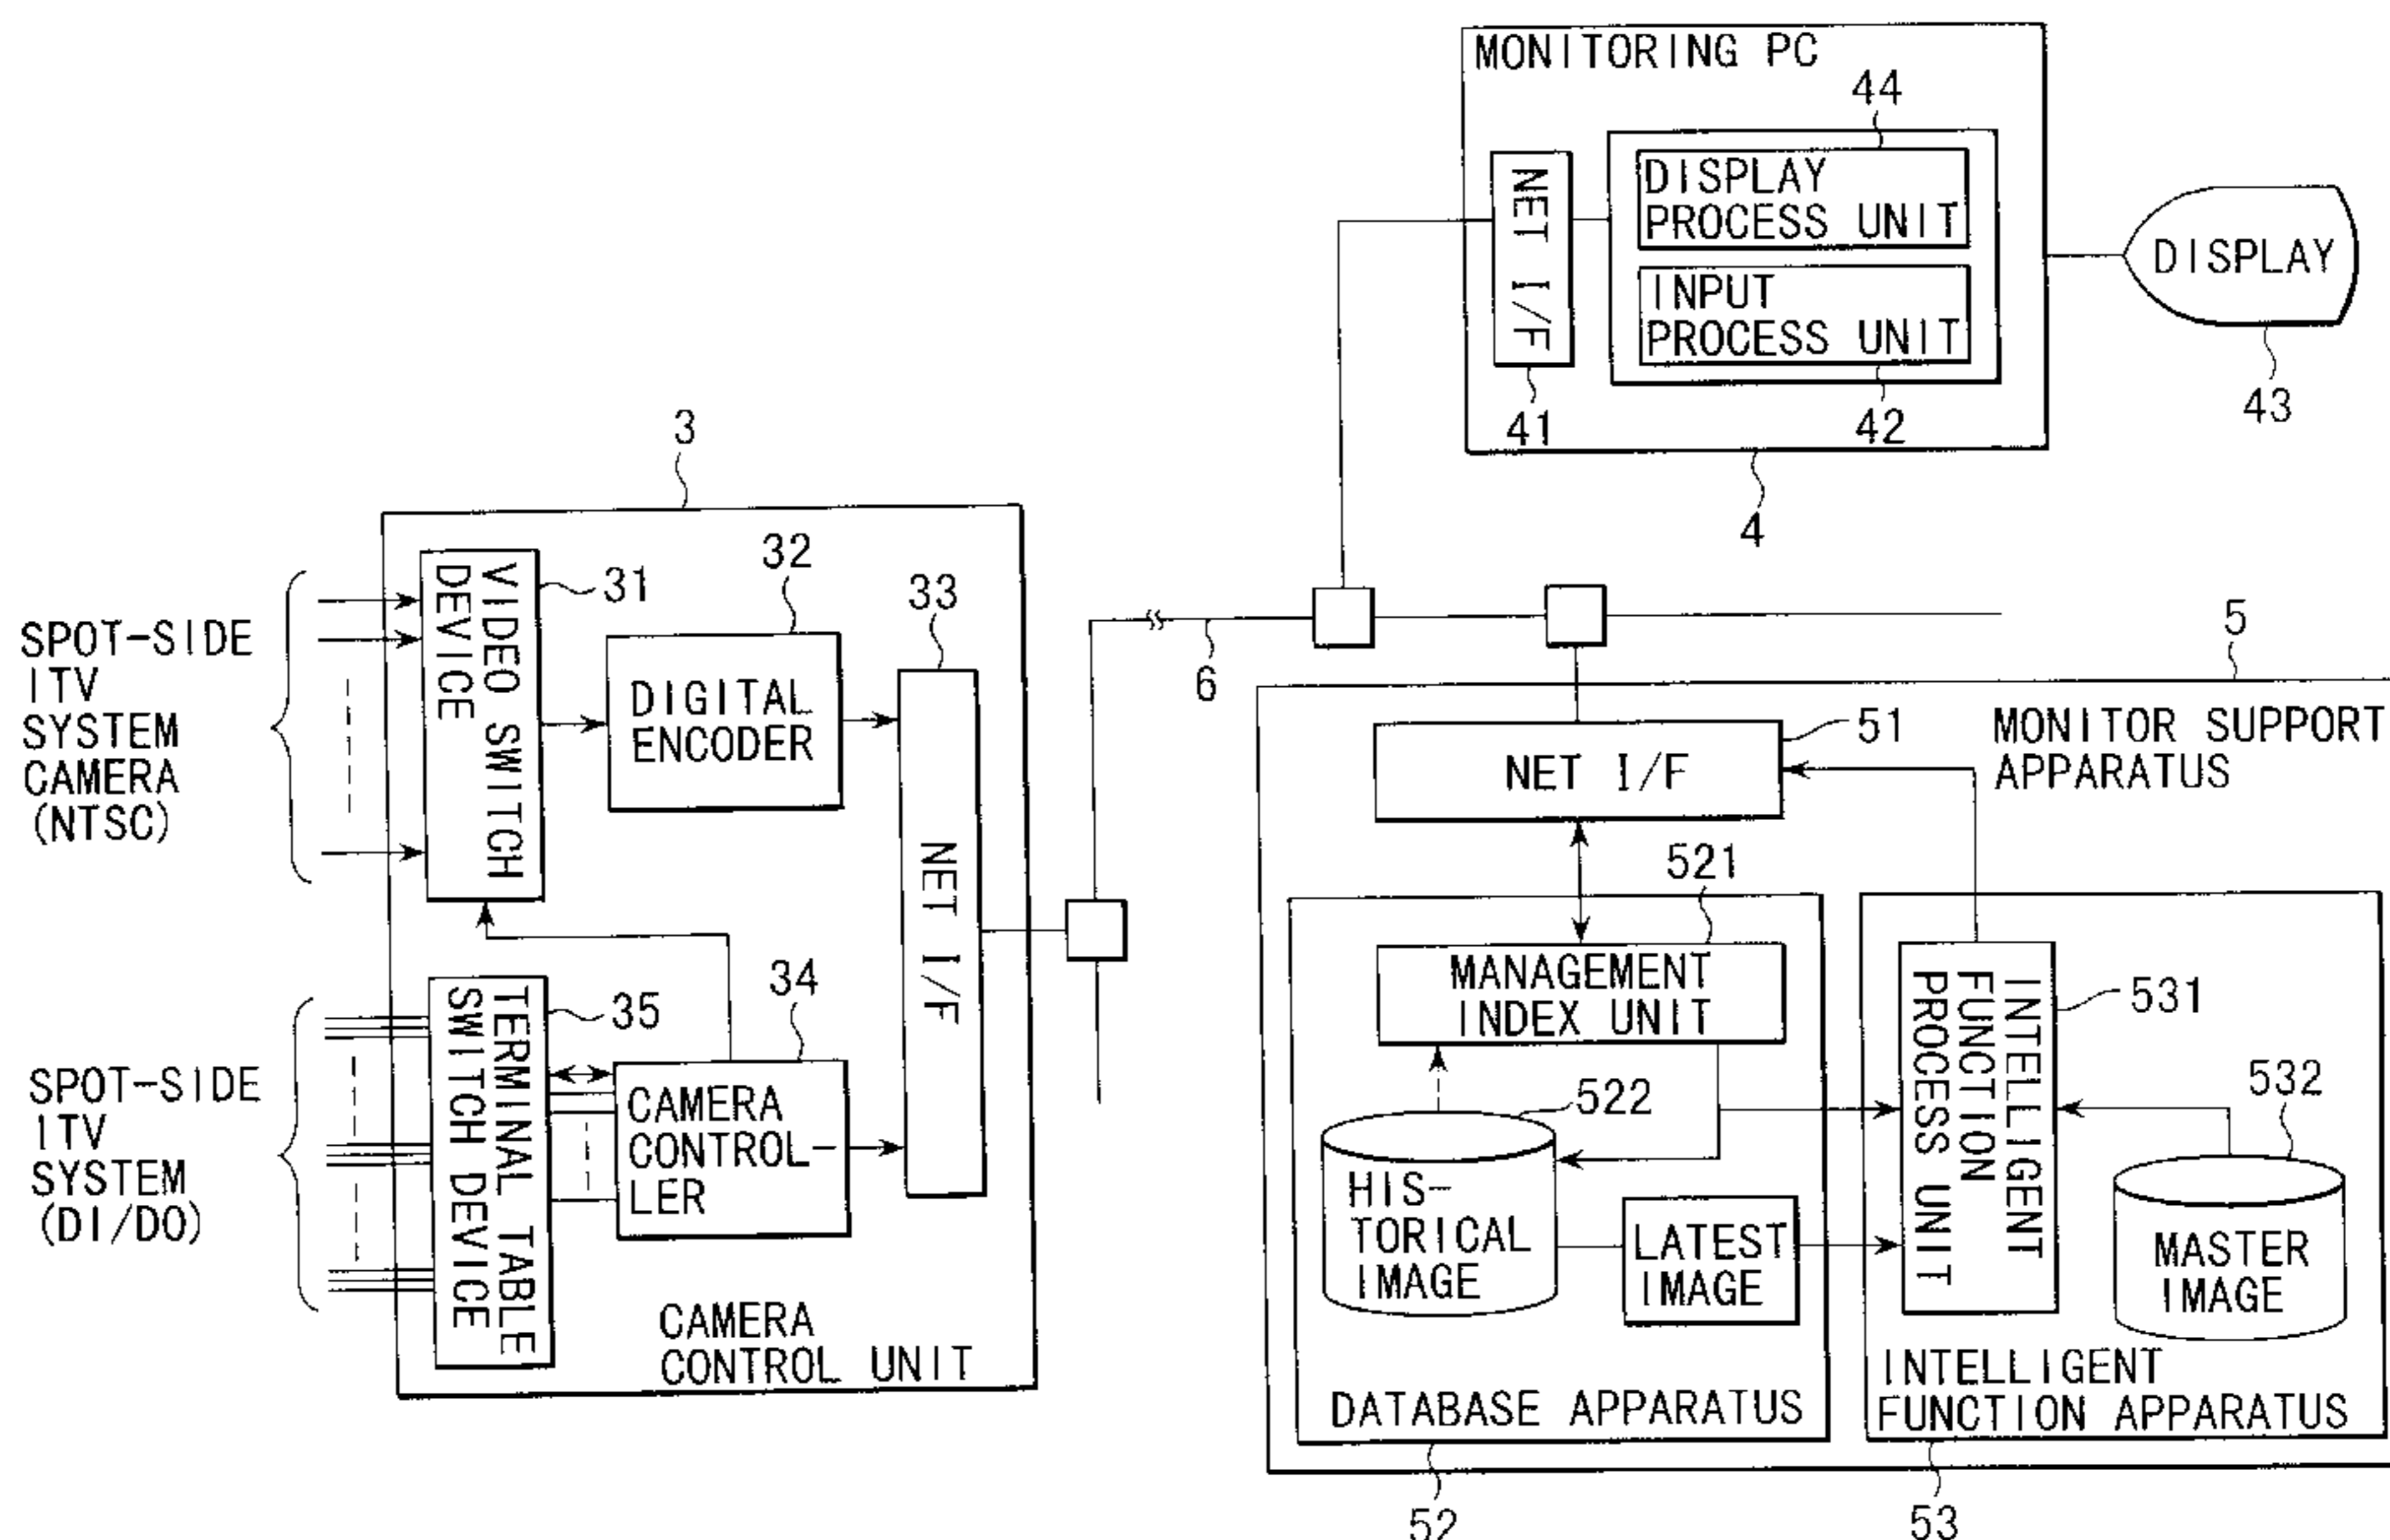 MONITORING PC
44
DISPLAY
PROCESS UNIT
NET I/F
INPUT
PROCESS UNIT
41
42
DISPLAY
43
4
3
SPOT-SIDE
ITV
SYSTEM
CAMERA
(NTSC)
VIDEO SWITCH
DEVICE
31
32
DIGITAL
ENCODER
33
NET I/F
6
SPOT-SIDE
ITV
SYSTEM
(DI/DO)
TERMINAL TABLE
SWITCH DEVICE
35
34
CAMERA
CONTROL-
LER
CAMERA
CONTROL UNIT
5
MONITOR SUPPORT
APPARATUS
51
NET I/F
521
MANAGEMENT
INDEX UNIT
522
HIS-
TORICAL
IMAGE
LATEST
IMAGE
DATABASE APPARATUS
52
INTELLIGENT
FUNCTION
PROCESS UNIT
531
532
MASTER
IMAGE
INTELLIGENT
FUNCTION APPARATUS
53